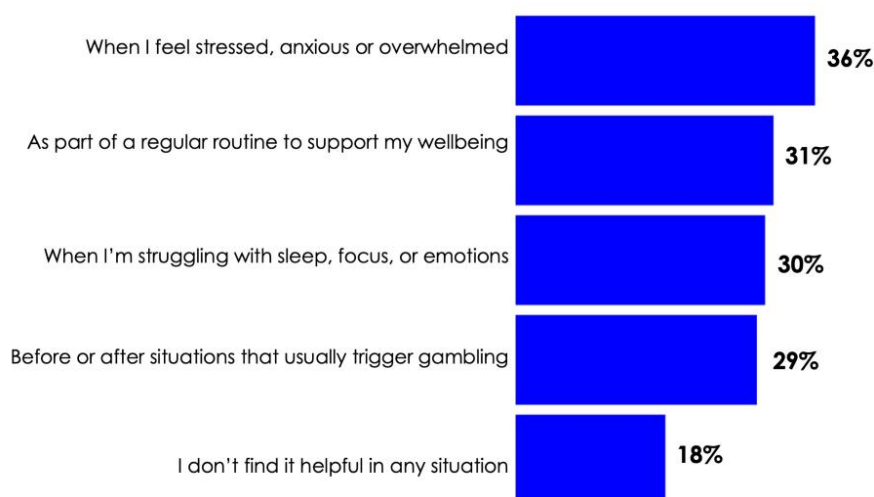 When I feel stressed, anxious or overwhelmed
36%
As part of a regular routine to support my wellbeing
31%
When I’m struggling with sleep, focus, or emotions
30%
Before or after situations that usually trigger gambling
29%
I don’t find it helpful in any situation
18%